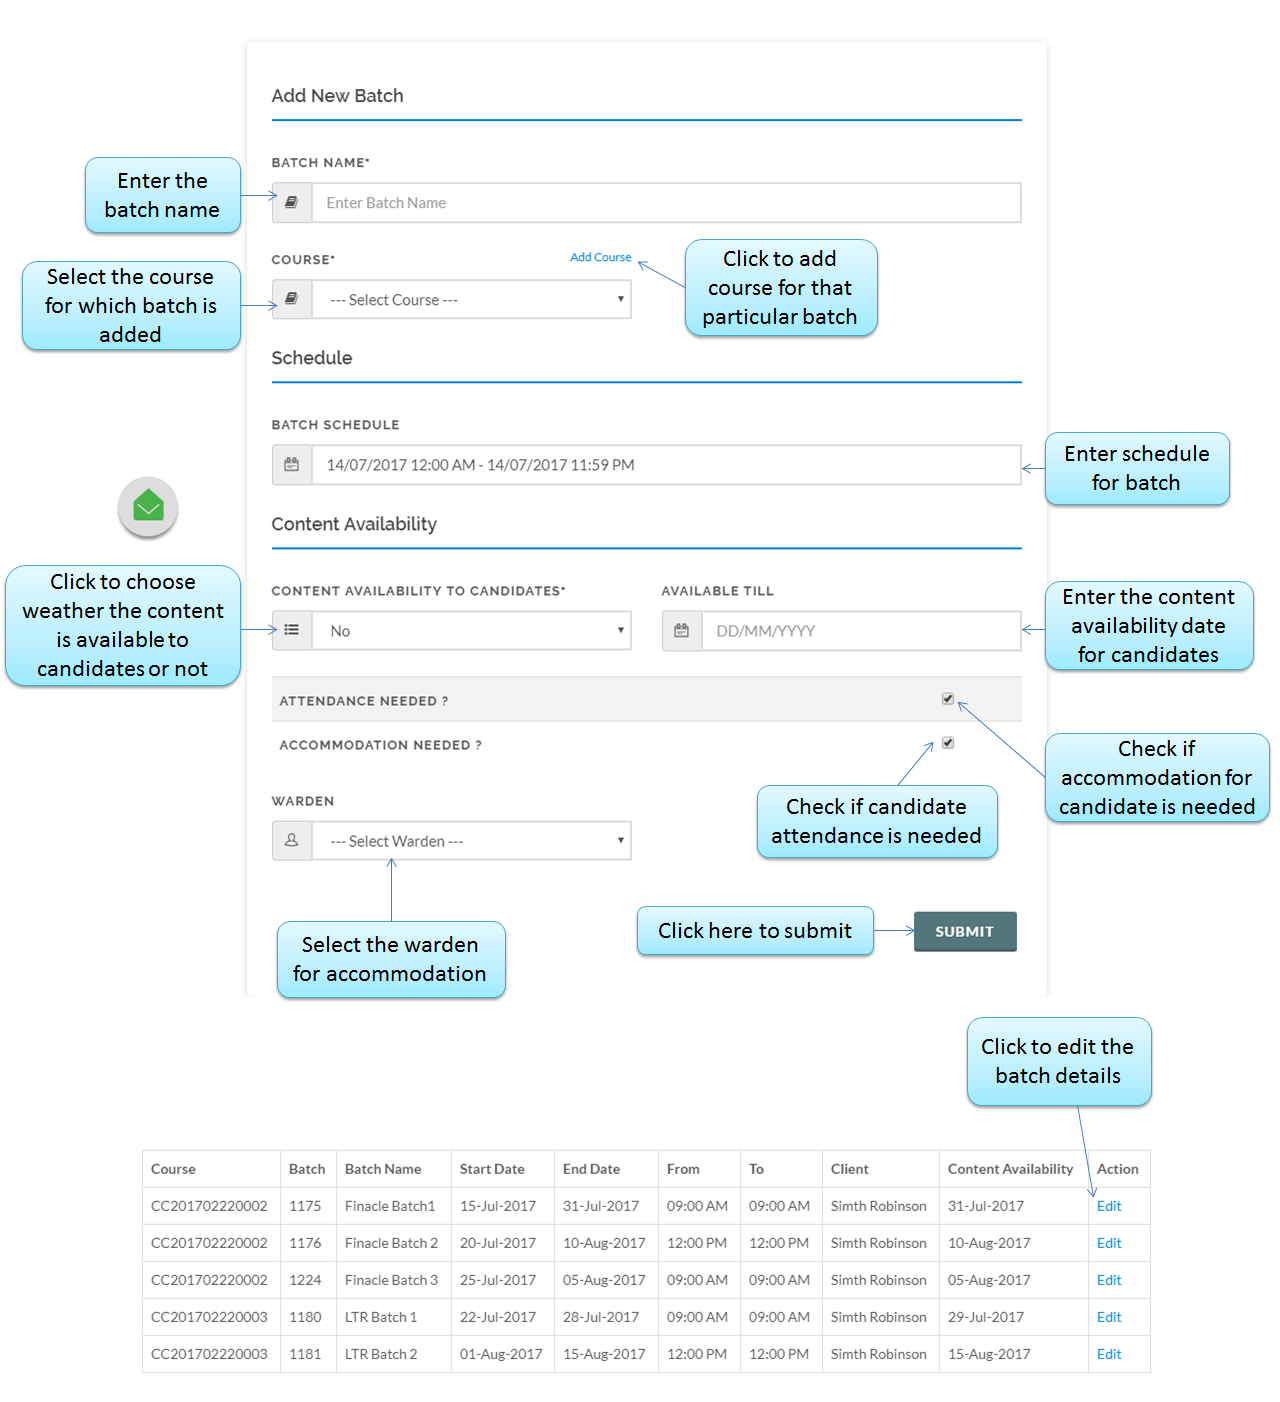 Add New Batch
BATCH NAME*
Enter the
batch name
Enter Batch Name
COURSE*
Add Course
Click to add
course for that
particular batch
Select the course
for which batch is
added
--- Select Course ---
Schedule
BATCH SCHEDULE
14/07/2017 12:00 AM - 14/07/2017 11:59 PM
Enter schedule
for batch
Content Availability
Click to choose
weather the content
is available to
candidates or not
CONTENT AVAILABILITY TO CANDIDATES*
No
AVAILABLE TILL
DD/MM/YYYY
Enter the content
availability date
for candidates
ATTENDANCE NEEDED ?
ACCOMMODATION NEEDED ?
Check if
accommodation for
candidate is needed
Check if candidate
attendance is needed
WARDEN
--- Select Warden ---
Select the warden
for accommodation
Click here to submit
SUBMIT
Click to edit the
batch details
Course Batch Batch Name Start Date End Date From To Client Content Availability Action
CC201702220002 1175 Finacle Batch1 15-Jul-2017 31-Jul-2017 09:00 AM 09:00 AM Simth Robinson 31-Jul-2017 Edit
CC201702220002 1176 Finacle Batch 2 20-Jul-2017 10-Aug-2017 12:00 PM 12:00 PM Simth Robinson 10-Aug-2017 Edit
CC201702220002 1224 Finacle Batch 3 25-Jul-2017 05-Aug-2017 09:00 AM 09:00 AM Simth Robinson 05-Aug-2017 Edit
CC201702220003 1180 LTR Batch 1 22-Jul-2017 28-Jul-2017 09:00 AM 09:00 AM Simth Robinson 29-Jul-2017 Edit
CC201702220003 1181 LTR Batch 2 01-Aug-2017 15-Aug-2017 12:00 PM 12:00 PM Simth Robinson 15-Aug-2017 Edit